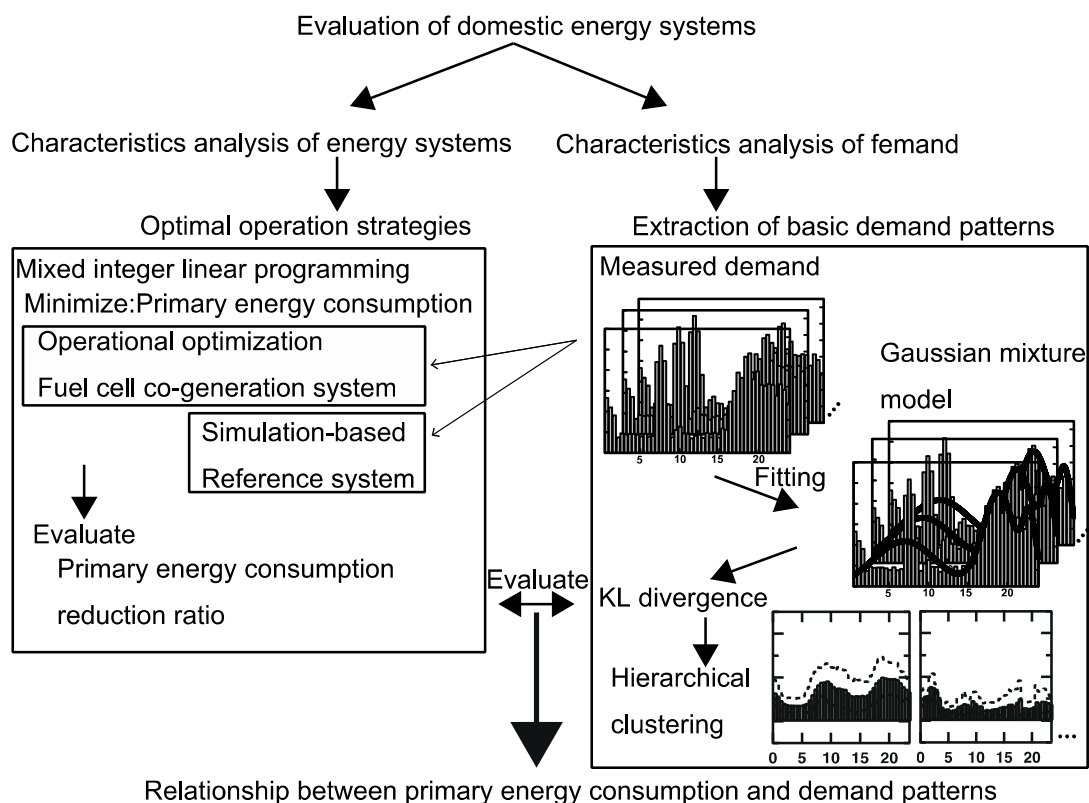 Evaluation of domestic energy systems
Characteristics analysis of energy systems
Characteristics analysis of femand
Optimal operation strategies
Mixed integer linear programming
Minimize:Primary energy consumption
Operational optimization
Fuel cell co-generation system
Simulation-based
Reference system
Evaluate
Primary energy consumption
reduction ratio
Evaluate
Extraction of basic demand patterns
Measured demand
5 10 15 20
...
Fitting
Gaussian mixture
model
5 10 15 20
...
KL divergence
Hierarchical
clustering
0 5 10 15 20
0 5 10 15 20
...
Relationship between primary energy consumption and demand patterns